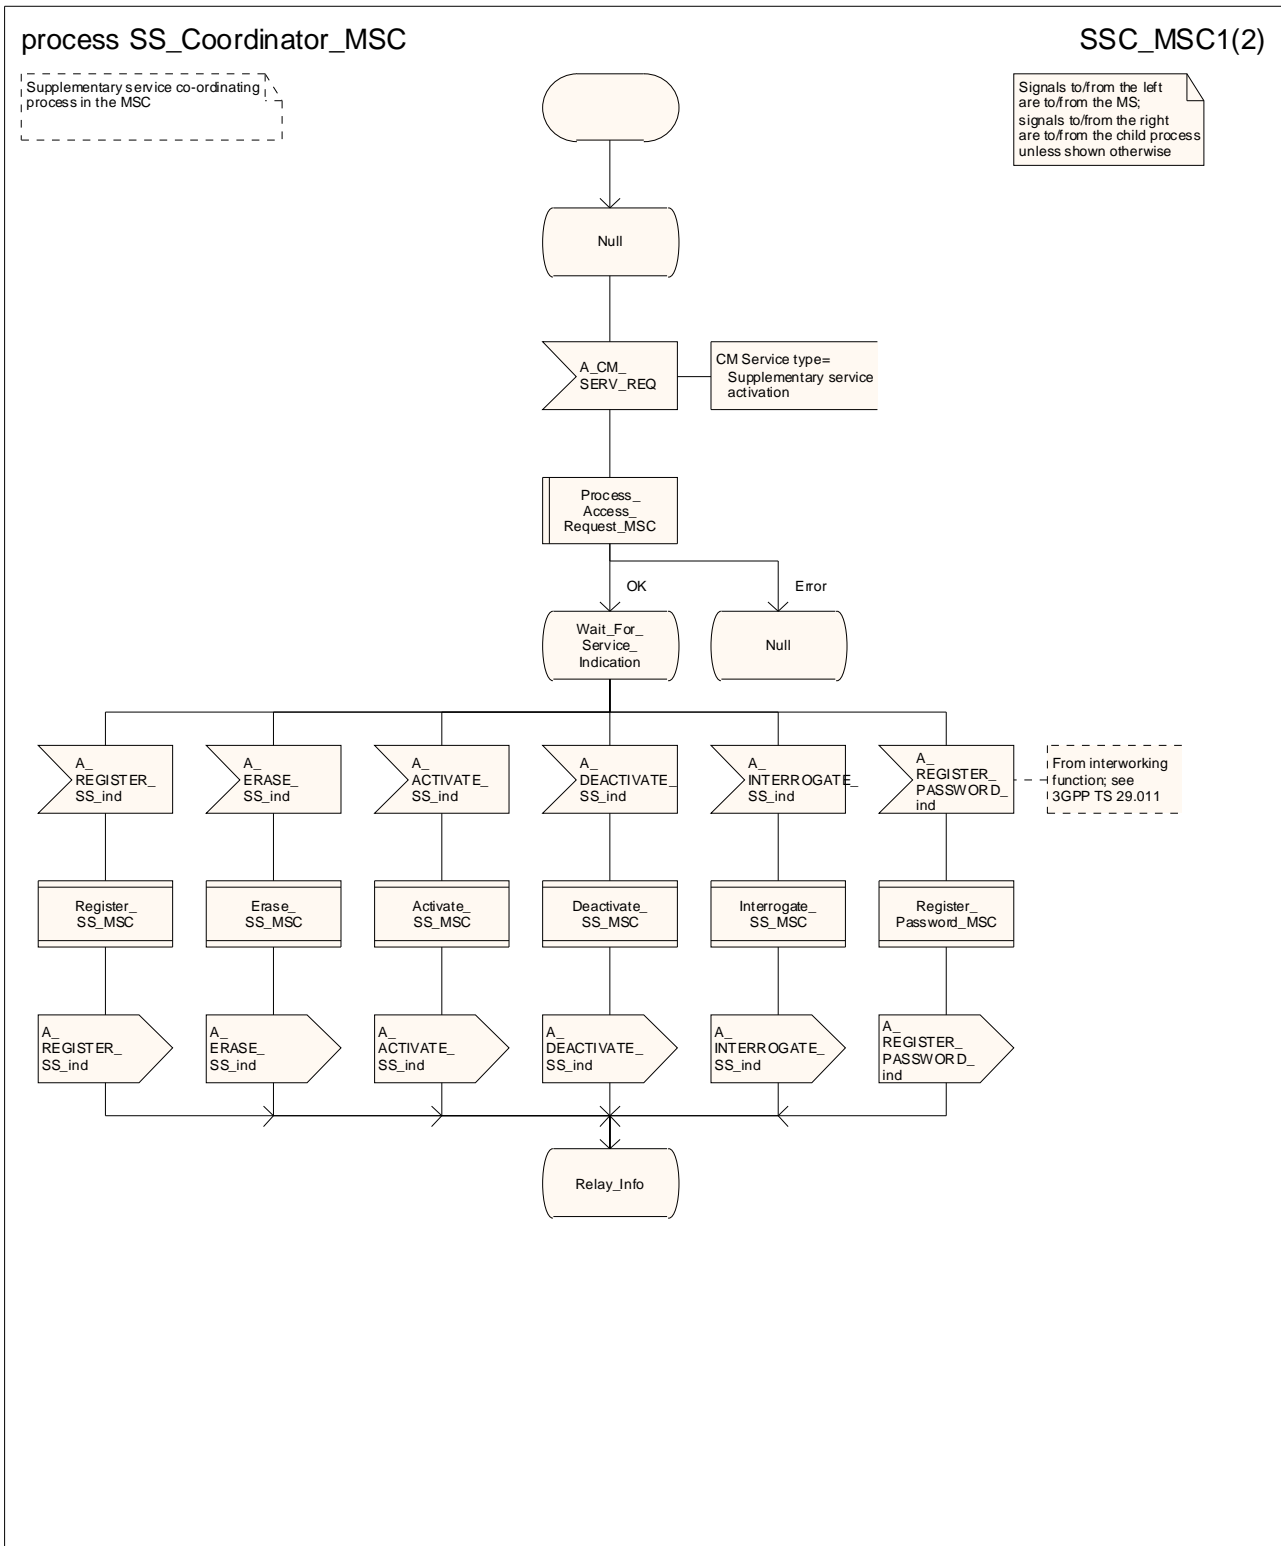 process SS_Coordinator_MSC
SSC_MSC1(2)
Supplementary service co-ordinating
process in the MSC
Signals to/from the left
are to/from the MS;
signals to/from the right
are to/from the child process
unless shown otherwise
Null
A_CM_
SERV_REQ
CM Service type=
Supplementary service
activation
Process_
Access_
Request_MSC
OK
Error
Wait_For_
Service_
Indication
Null
A_
REGISTER_
SS_ind
A_
ERASE_
SS_ind
A_
ACTIVATE_
SS_ind
A_
DEACTIVATE_
SS_ind
A_
INTERROGATE_
SS_ind
A_
REGISTER_
PASSWORD_
ind
From interworking
function; see
3GPP TS 29.011
Register_
SS_MSC
Erase_
SS_MSC
Activate_
SS_MSC
Deactivate_
SS_MSC
Interrogate_
SS_MSC
Register_
Password_MSC
A_
REGISTER_
SS_ind
A_
ERASE_
SS_ind
A_
ACTIVATE_
SS_ind
A_
DEACTIVATE_
SS_ind
A_
INTERROGATE_
SS_ind
A_
REGISTER_
PASSWORD_
ind
Relay_Info